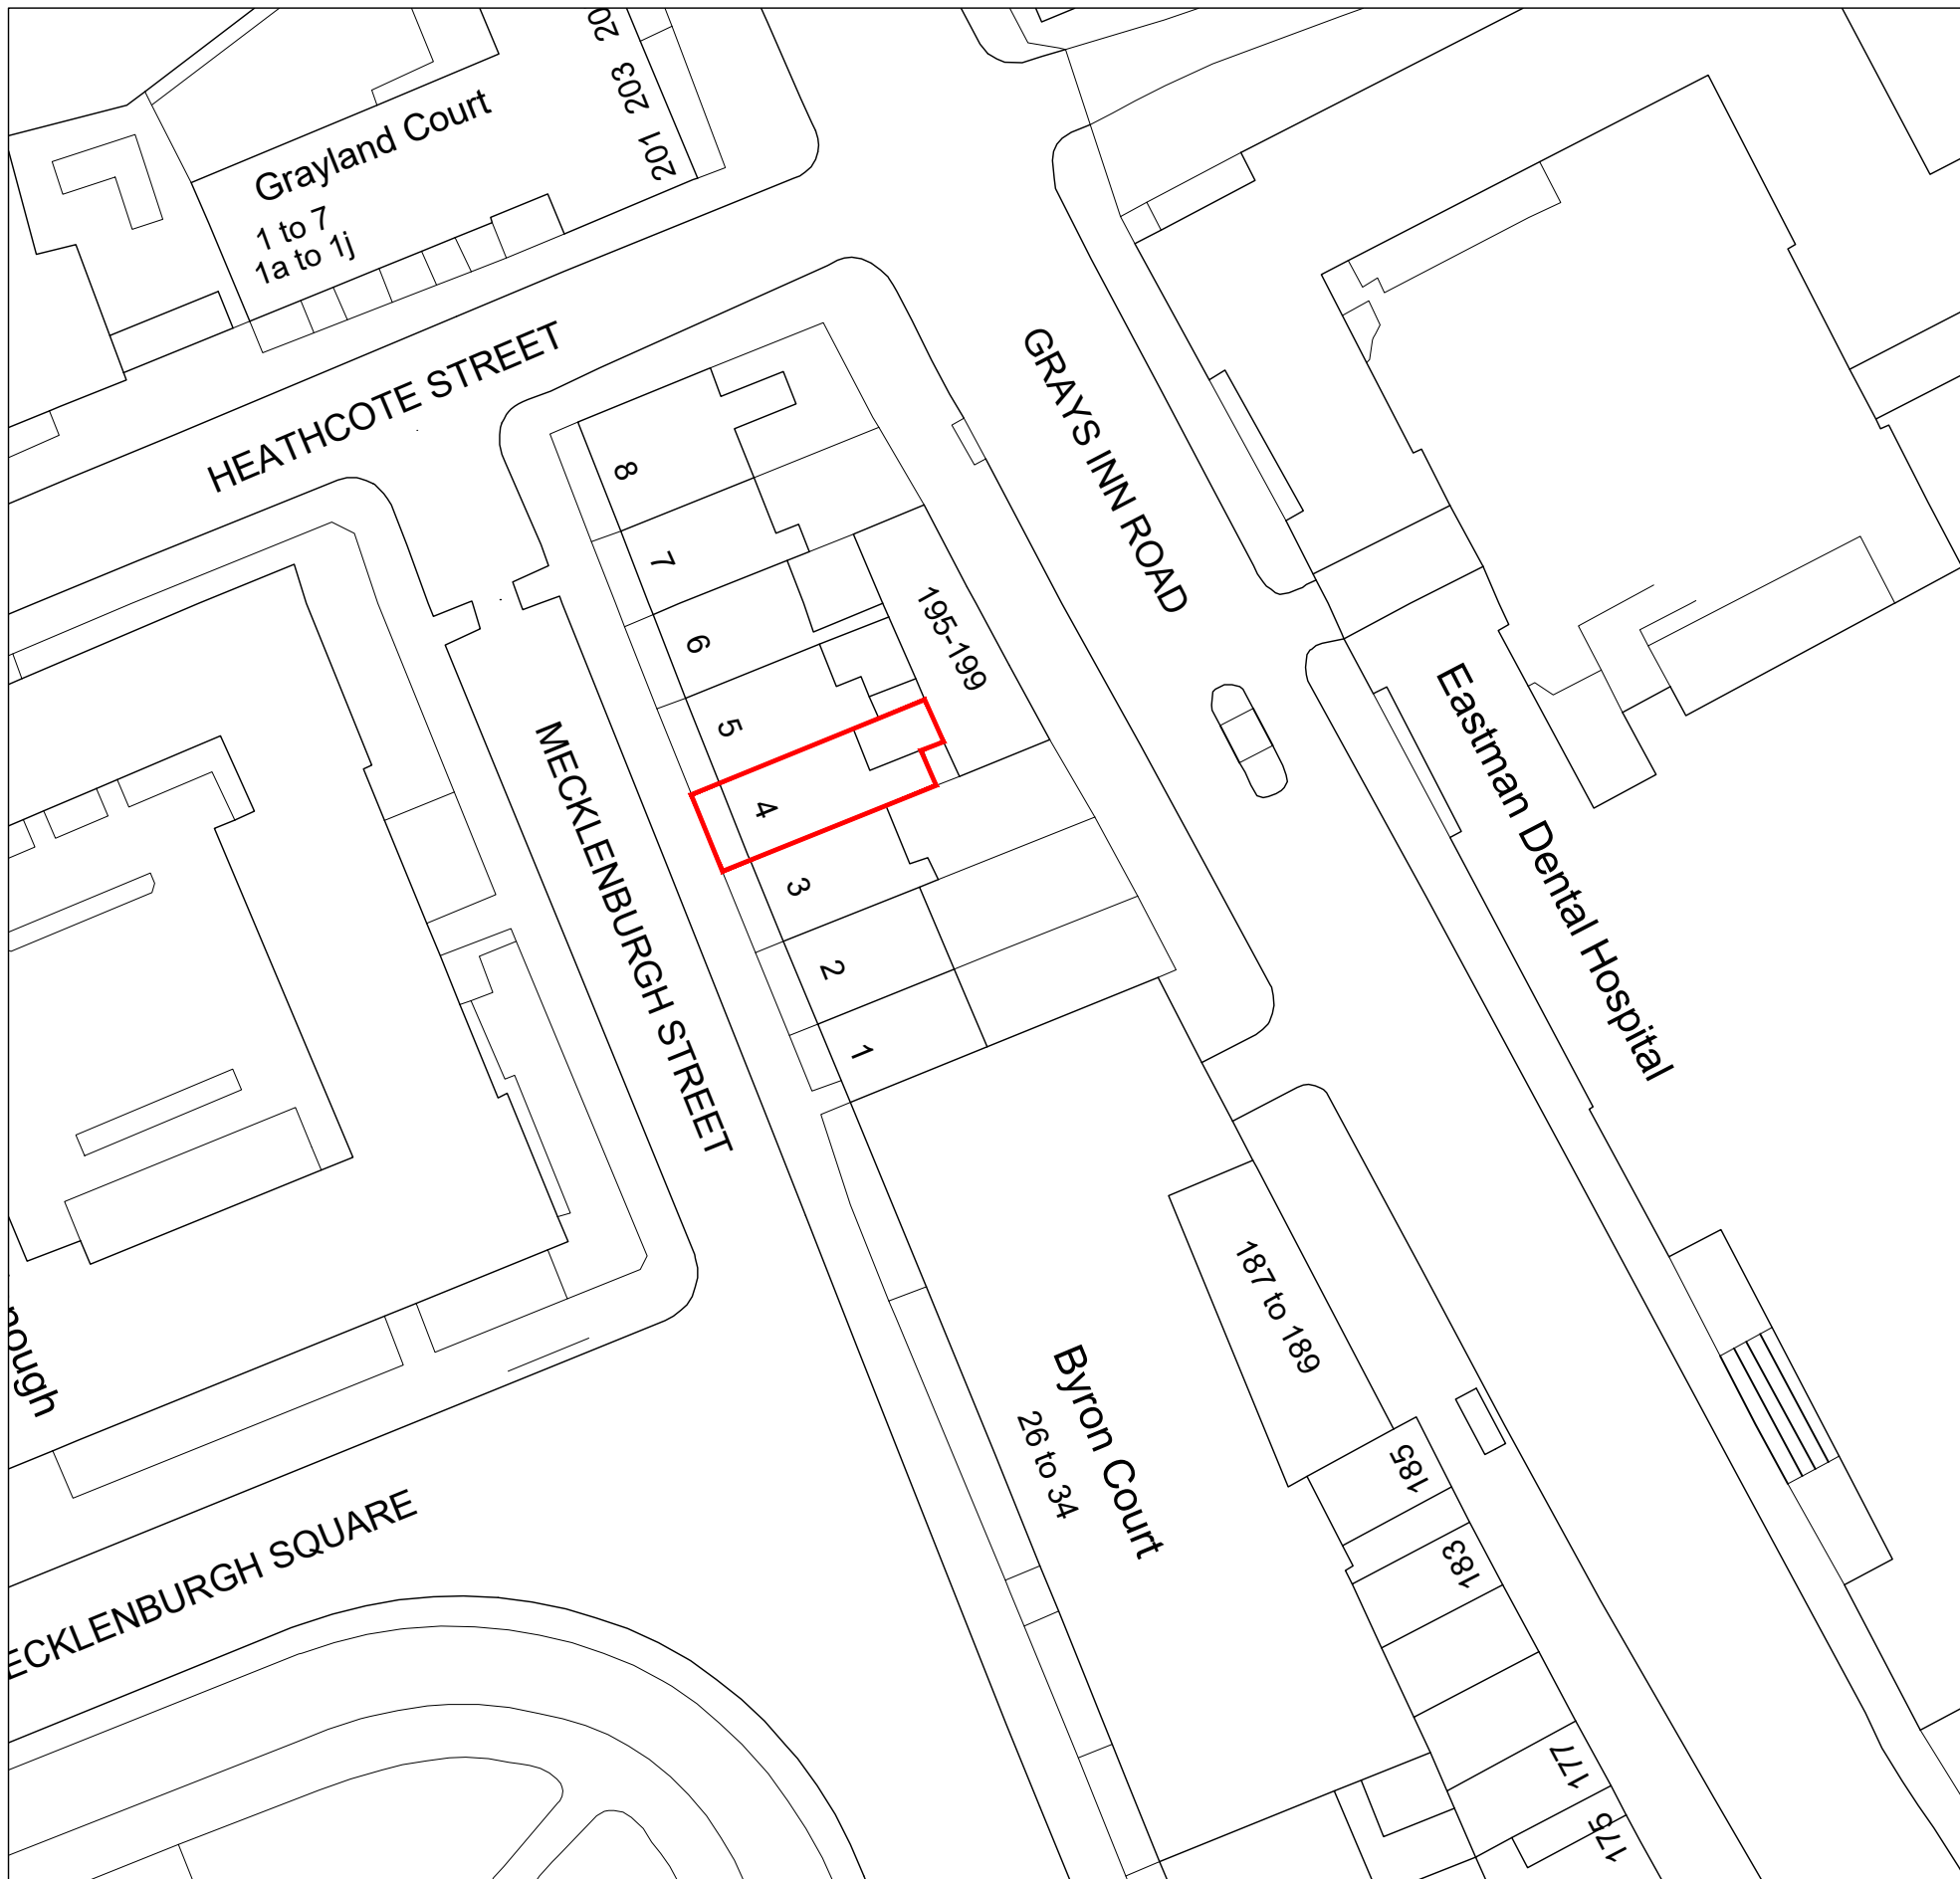 203
201
Grayland Court
1 to 7
1a to 1j
HEATHCOTE STREET
GRAYS INN ROAD
8
7
6
5
4
3
2
1
195-199
MECKLENBURGH STREET
Eastman Dental Hospital
187 to 189
Byron Court
26 to 34
185
183
177
175
ough
ECKLENBURGH SQUARE